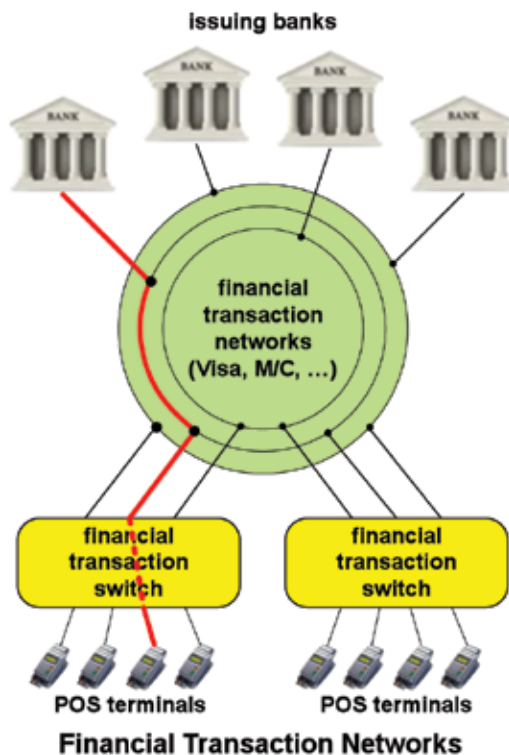 issuing banks
BANK
BANK
BANK
BANK
financial
transaction
networks
(Visa, M/C, ...)
financial
transaction
switch
financial
transaction
switch
POS terminals
POS terminals
Financial Transaction Networks